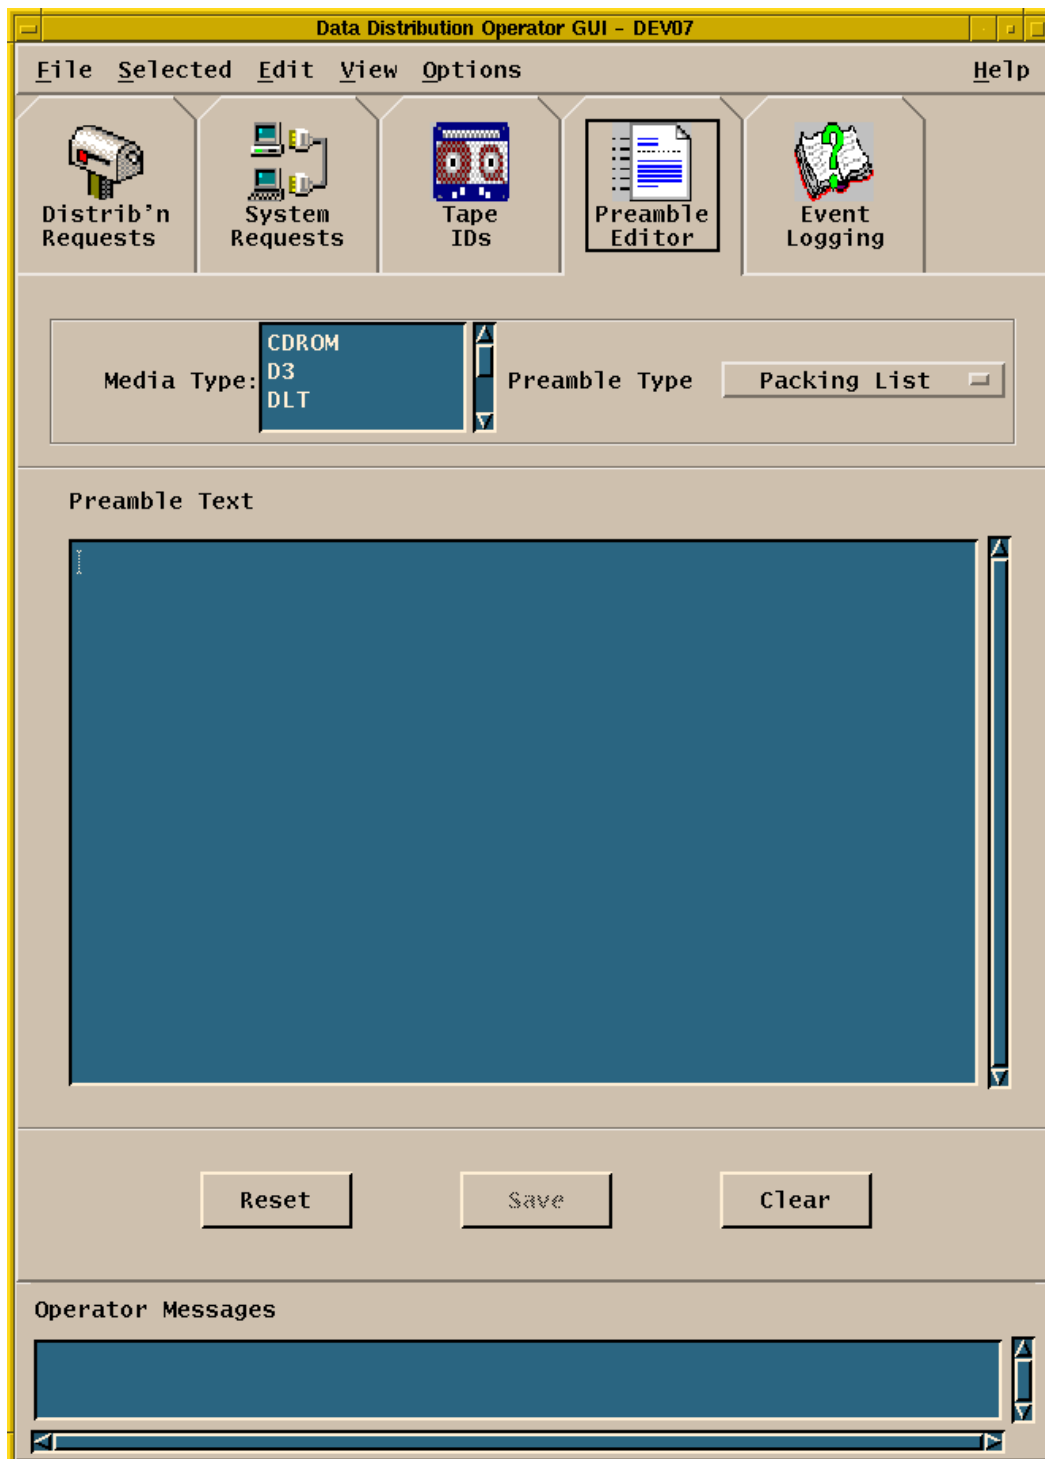 Data Distribution Operator GUI - DEV07
File Selected Edit View Options Help
Distrib'n
Requests
System
Requests
Tape
IDs
Preamble
Editor
Event
Logging
Media Type:
CDROM
D3
DLT
Preamble Type
Packing List
Preamble Text
Reset
Save
Clear
Operator Messages